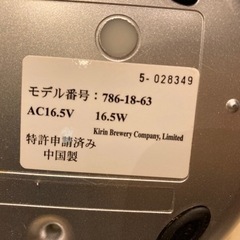 5-028349
モデル番号：786-18-63
AC16.5V 16.5W
Kirin Brewery Company, Limited
特許申請済み
中国製